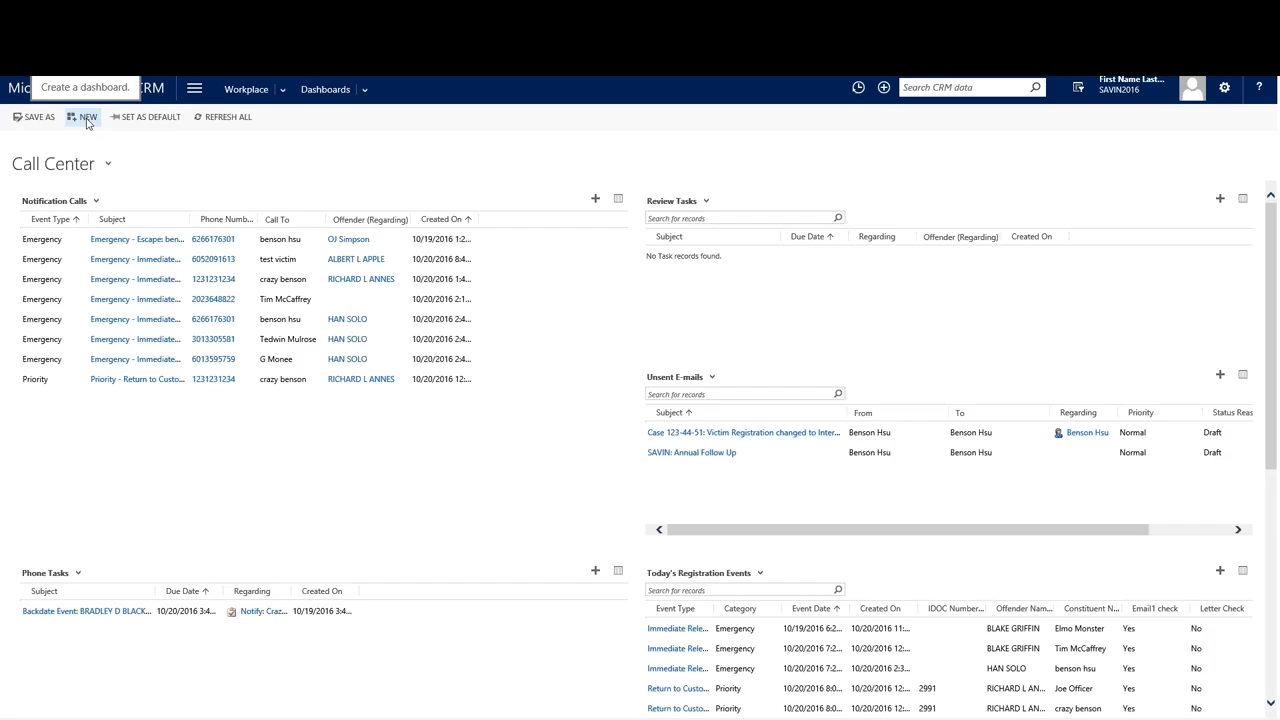 Mic
Create a dashboard.
CRM
Workplace
Dashboards
Search CRM data
First Name Last...
SAVIN2016
?
SAVE AS
NEW
SET AS DEFAULT
REFRESH ALL
Call Center
Notification Calls
Event Type Subject Phone Numb... Call To Offender (Regarding) Created On
Emergency Emergency - Escape: ben... 6266176301 benson hsu OJ Simpson 10/19/2016 1:2...
Emergency Emergency - Immediate... 6052091613 test victim ALBERT L APPLE 10/20/2016 8:4...
Emergency Emergency - Immediate... 1231231234 crazy benson RICHARD L ANNES 10/20/2016 1:4...
Emergency Emergency - Immediate... 2023648822 Tim McCaffrey 10/20/2016 2:1...
Emergency Emergency - Immediate... 6266176301 benson hsu HAN SOLO 10/20/2016 2:4...
Emergency Emergency - Immediate... 3013305581 Tedwin Mulrose HAN SOLO 10/20/2016 2:4...
Emergency Emergency - Immediate... 6013595759 G Monee HAN SOLO 10/20/2016 2:4...
Priority Priority - Return to Custo... 1231231234 crazy benson RICHARD L ANNES 10/20/2016 12:...
Review Tasks
Search for records
Subject Due Date Regarding Offender (Regarding) Created On
No Task records found.
Unsent E-mails
Search for records
Subject From To Regarding Priority Status Reas
Case 123-44-51: Victim Registration changed to Inter... Benson Hsu Benson Hsu Benson Hsu Normal Draft
SAVIN: Annual Follow Up Benson Hsu Benson Hsu Normal Draft
Phone Tasks
Subject Due Date Regarding Created On
Backdate Event: BRADLEY D BLACK... 10/20/2016 3:4... Notify: Craz... 10/19/2016 3:4...
Today's Registration Events
Search for records
Event Type Category Event Date Created On IDOC Number... Offender Nam... Constituent N... Email1 check Letter Check
Immediate Rele... Emergency 10/19/2016 6:2... 10/20/2016 11:... BLAKE GRIFFIN Elmo Monster Yes No
Immediate Rele... Emergency 10/20/2016 7:2... 10/20/2016 12:... BLAKE GRIFFIN Tim McCaffrey Yes No
Immediate Rele... Emergency 10/20/2016 7:2... 10/20/2016 2:3... HAN SOLO benson hsu Yes No
Return to Custo... Priority 10/20/2016 8:0... 10/20/2016 12:... 2991 RICHARD L AN... Joe Officer Yes No
Return to Custo... Priority 10/20/2016 8:0... 10/20/2016 12:... 2991 RICHARD L AN... crazy benson Yes No